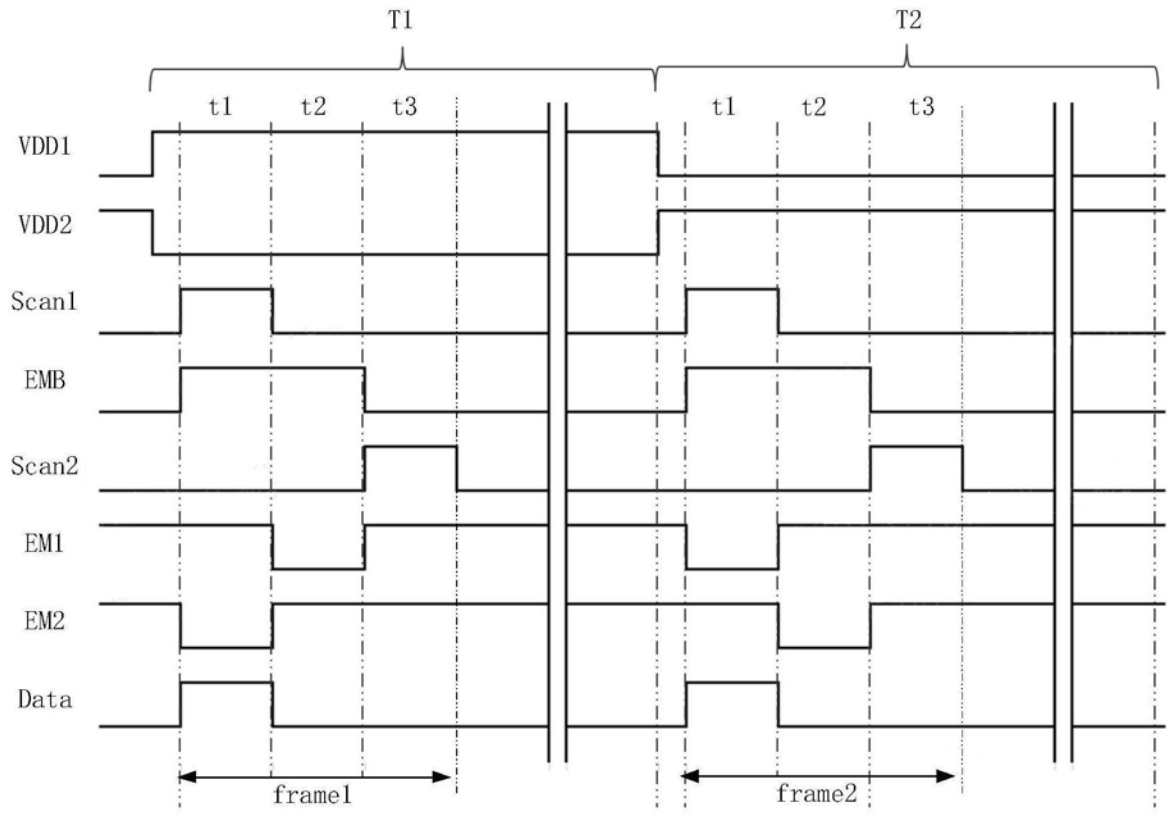 T1 T2
t1 t2 t3 t1 t2 t3
VDD1
VDD2
Scan1
EMB
Scan2
EM1
EM2
Data
frame1 frame2